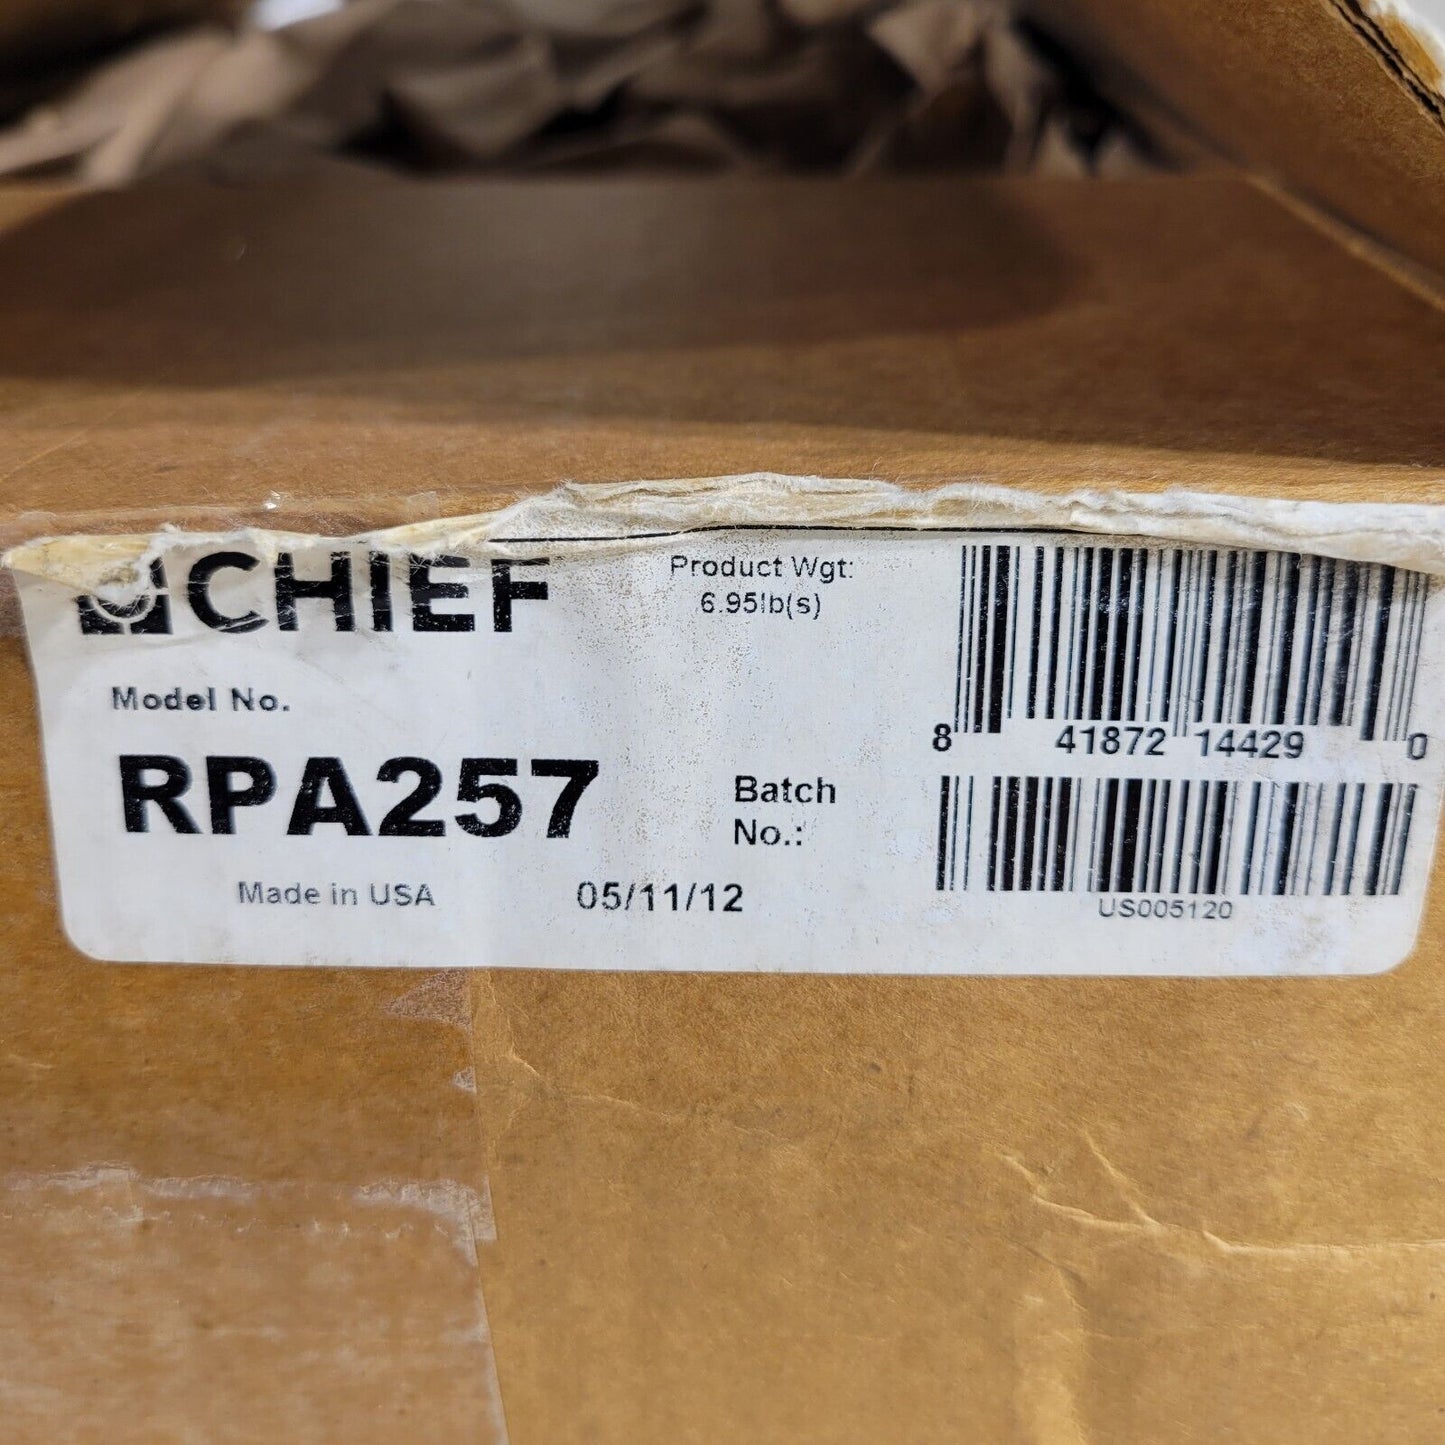 CHIEF
Product Wgt:
6.95lb(s)
Model No.
RPA257
Batch
No.:
Made in USA
05/11/12
8 41872 14429 0
US005120